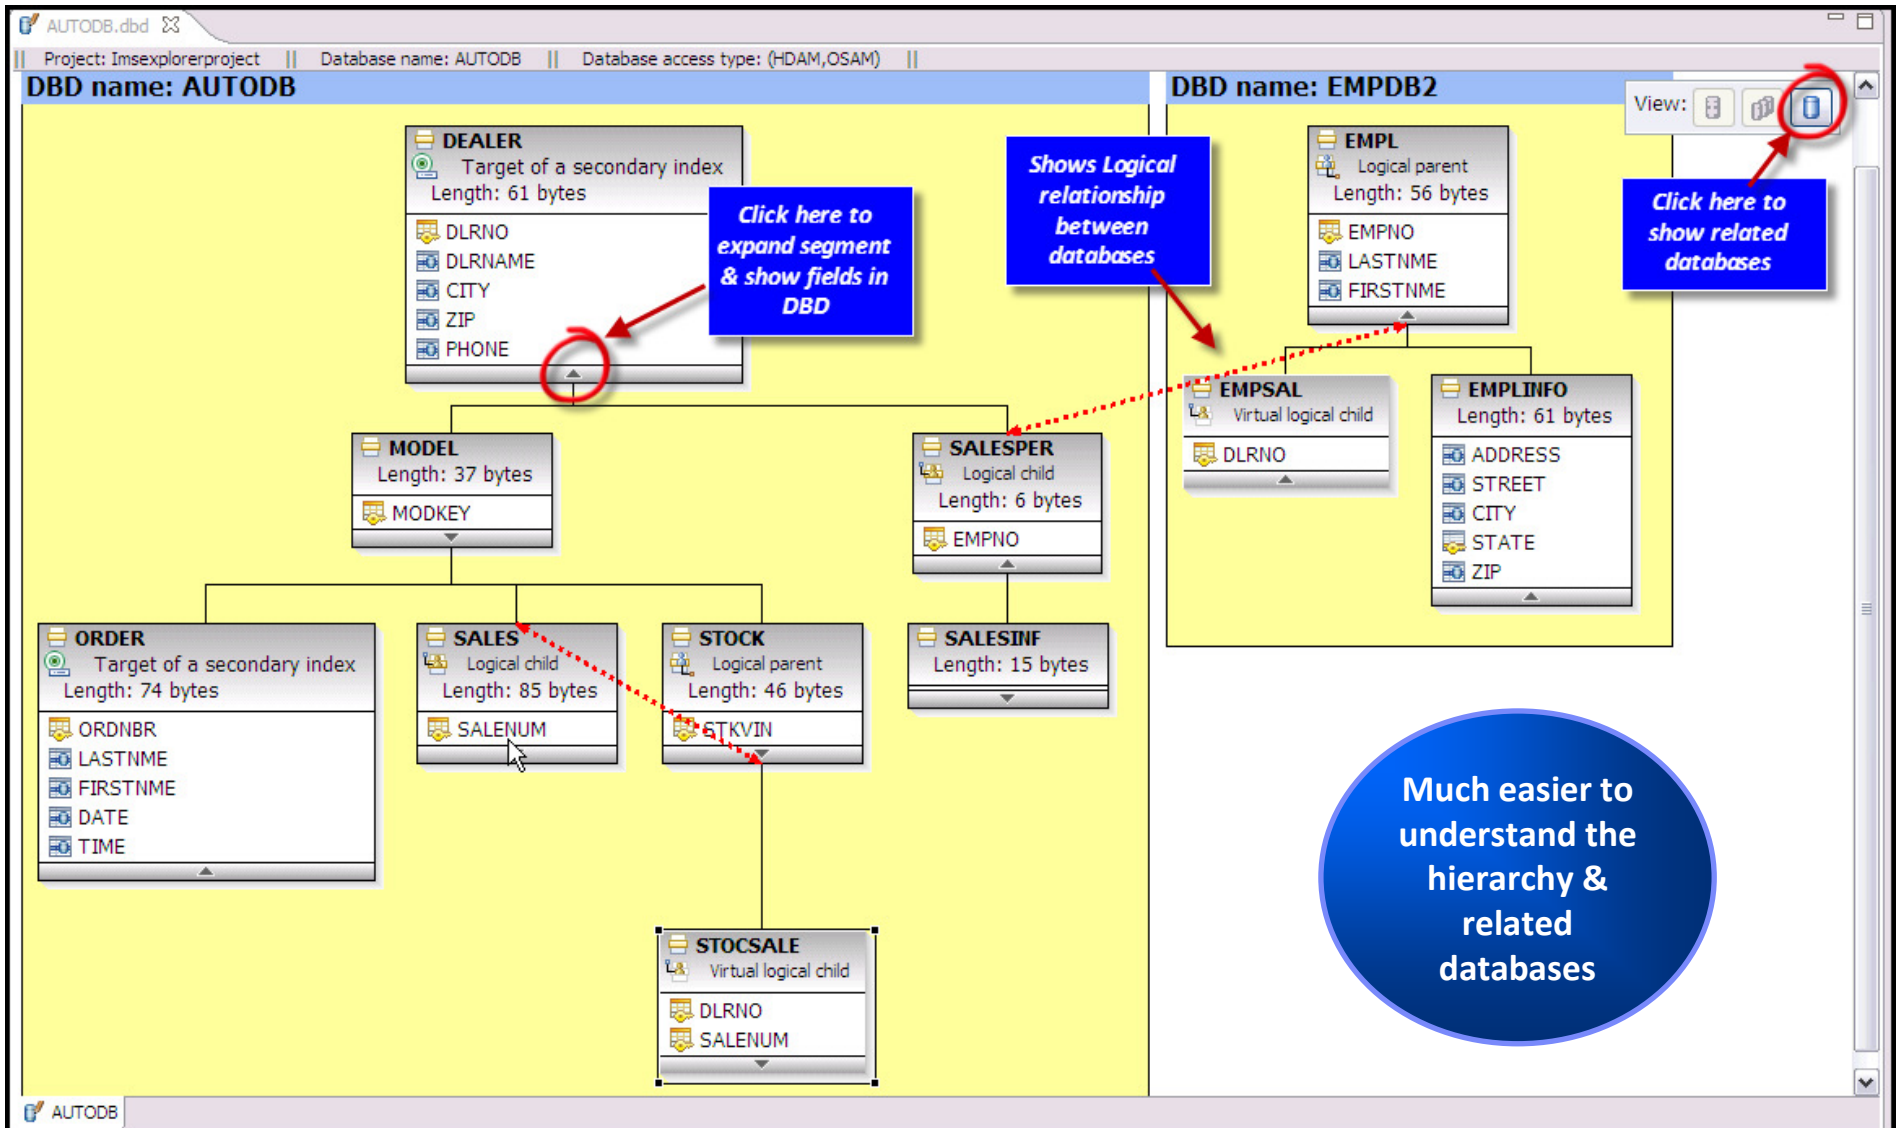 AUTODB.dbd
Project: Imsexplorerproject || Database name: AUTODB || Database access type: (HDAM,OSAM) ||
DBD name: AUTODB
DEALER
Target of a secondary index
Length: 61 bytes
DLRNO
DLRNAME
CITY
ZIP
PHONE
Click here to
expand segment
& show fields in
DBD
Shows Logical
relationship
between
databases
MODEL
Length: 37 bytes
MODKEY
SALESPER
Logical child
Length: 6 bytes
EMPNO
ORDER
Target of a secondary index
Length: 74 bytes
ORDNBR
LASTNME
FIRSTNME
DATE
TIME
SALES
Logical child
Length: 85 bytes
SALENUM
STOCK
Logical parent
Length: 46 bytes
STKVIN
SALESINF
Length: 15 bytes
STOCSALE
Virtual logical child
DLRNO
SALENUM
DBD name: EMPDB2
View:
Click here to
show related
databases
EMPL
Logical parent
Length: 56 bytes
EMPNO
LASTNME
FIRSTNME
EMPSAL
Virtual logical child
DLRNO
EMPLINFO
Length: 61 bytes
ADDRESS
STREET
CITY
STATE
ZIP
Much easier to
understand the
hierarchy &
related
databases
AUTODB